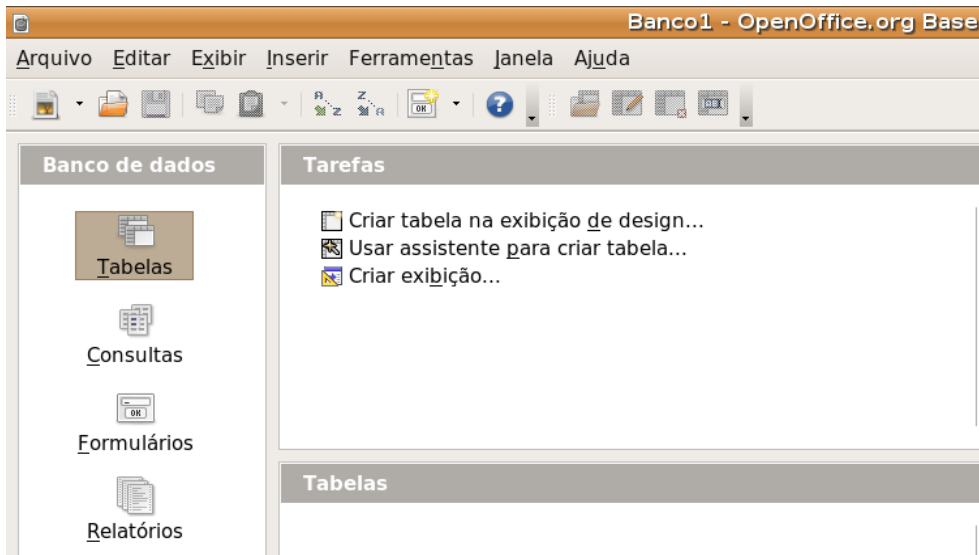 Banco1 - OpenOffice.org Base
Arquivo Editar Exibir Inserir Ferramentas Janela Ajuda
Banco de dados
Tabelas
Consultas
Formulários
Relatórios
Tarefas
Criar tabela na exibição de design...
Usar assistente para criar tabela...
Criar exibição...
Tabelas